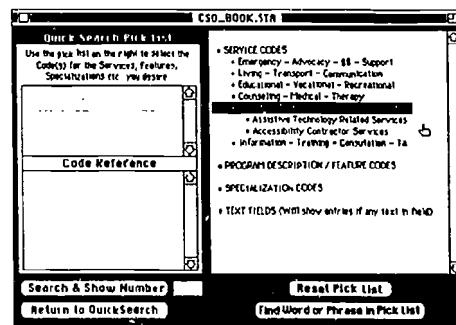 CSO_BOOK.STA
Quick Search Pick List
Use the pick list on the right to select the
Code(s) for the Services, Features,
Specializations etc. you desire
Code Reference
Search & Show Number
Return to QuickSearch
• SERVICE CODES
• Emergency - Advocacy - $$ - Support
• Living - Transport - Communication
• Educational - Vocational - Recreational
• Counseling - Medical - Therapy
• Assistive Technology Related Services
• Accessibility Contractor Services
• Information - Training - Consultation - TA
• PROGRAM DESCRIPTION / FEATURE CODES
• SPECIALIZATION CODES
• TEXT FIELDS (Will show entries if any text in field)
Reset Pick List
Find Word or Phrase in Pick List